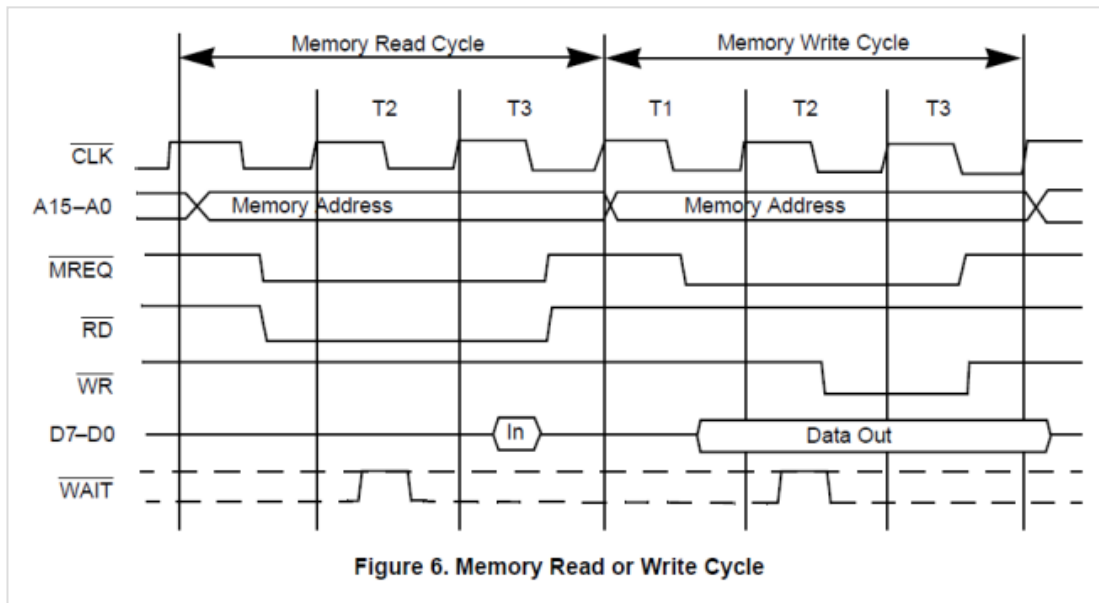 Memory Read Cycle Memory Write Cycle
T2 T3 T1 T2 T3
CLK
A15–A0 Memory Address Memory Address
MREQ
RD
WR
D7–D0 In Data Out
WAIT
Figure 6. Memory Read or Write Cycle